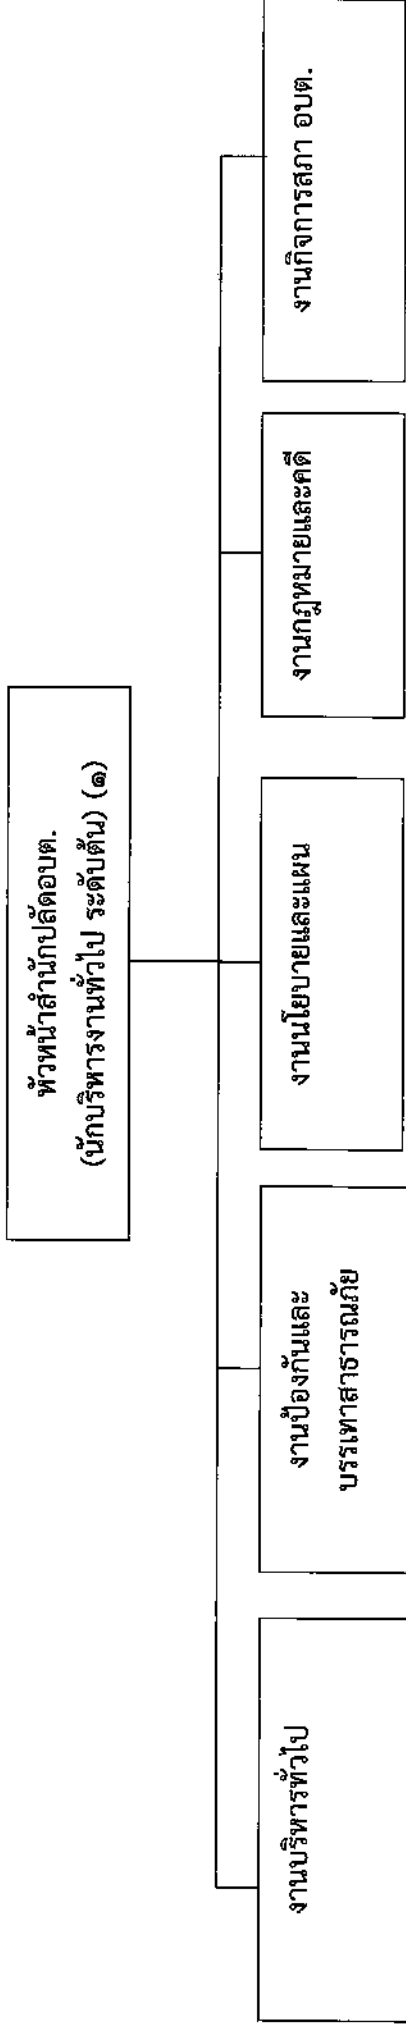 หัวหน้าสำนักปลัดอบต.
(นักบริหารงานทั่วไป ระดับต้น) (๑)
งานบริหารทั่วไป
งานป้องกันและ
บรรเทาสาธารณภัย
งานนโยบายและแผน
งานกฎหมายและคดี
งานกิจการสภา อบต.